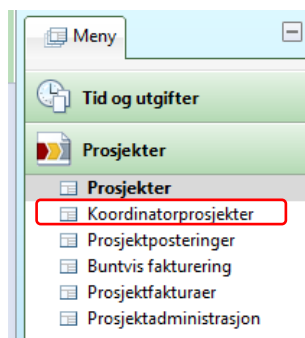 Meny
Tid og utgifter
Prosjekter
Prosjekter
Koordinatorprosjekter
Prosjektposteringer
Buntvis fakturering
Prosjektfakturaer
Prosjektadministrasjon